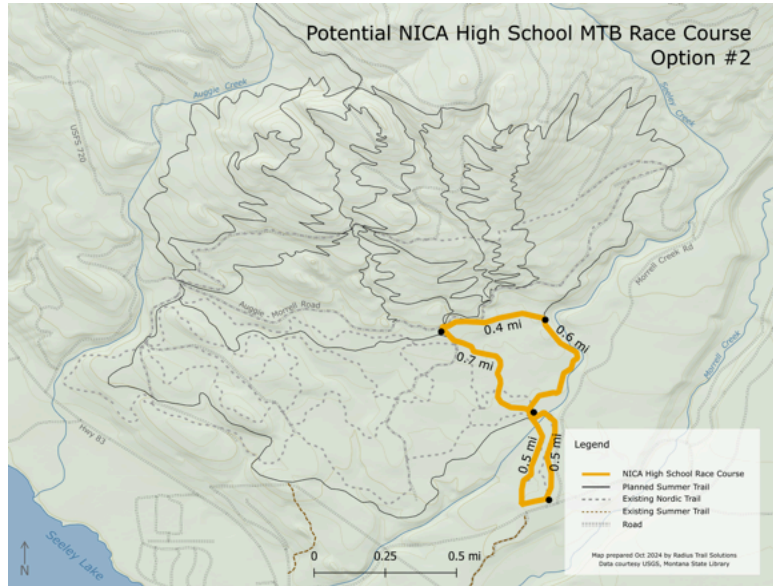 Potential NICA High School MTB Race Course
Option #2
Auggie Creek
Seeley Creek
USFS 720
Morrell Creek Rd
Auggie - Morrell Road
0.4 mi
0.6 mi
0.7 mi
Morrell Creek
Hwy 83
0.5 mi
0.5 mi
Legend
NICA High School Race Course
Planned Summer Trail
Existing Nordic Trail
Existing Summer Trail
Road
Seeley Lake
N
0 0.25 0.5 mi
Map prepared Oct 2024 by Radius Trail Solutions
Data courtesy USGS, Montana State Library